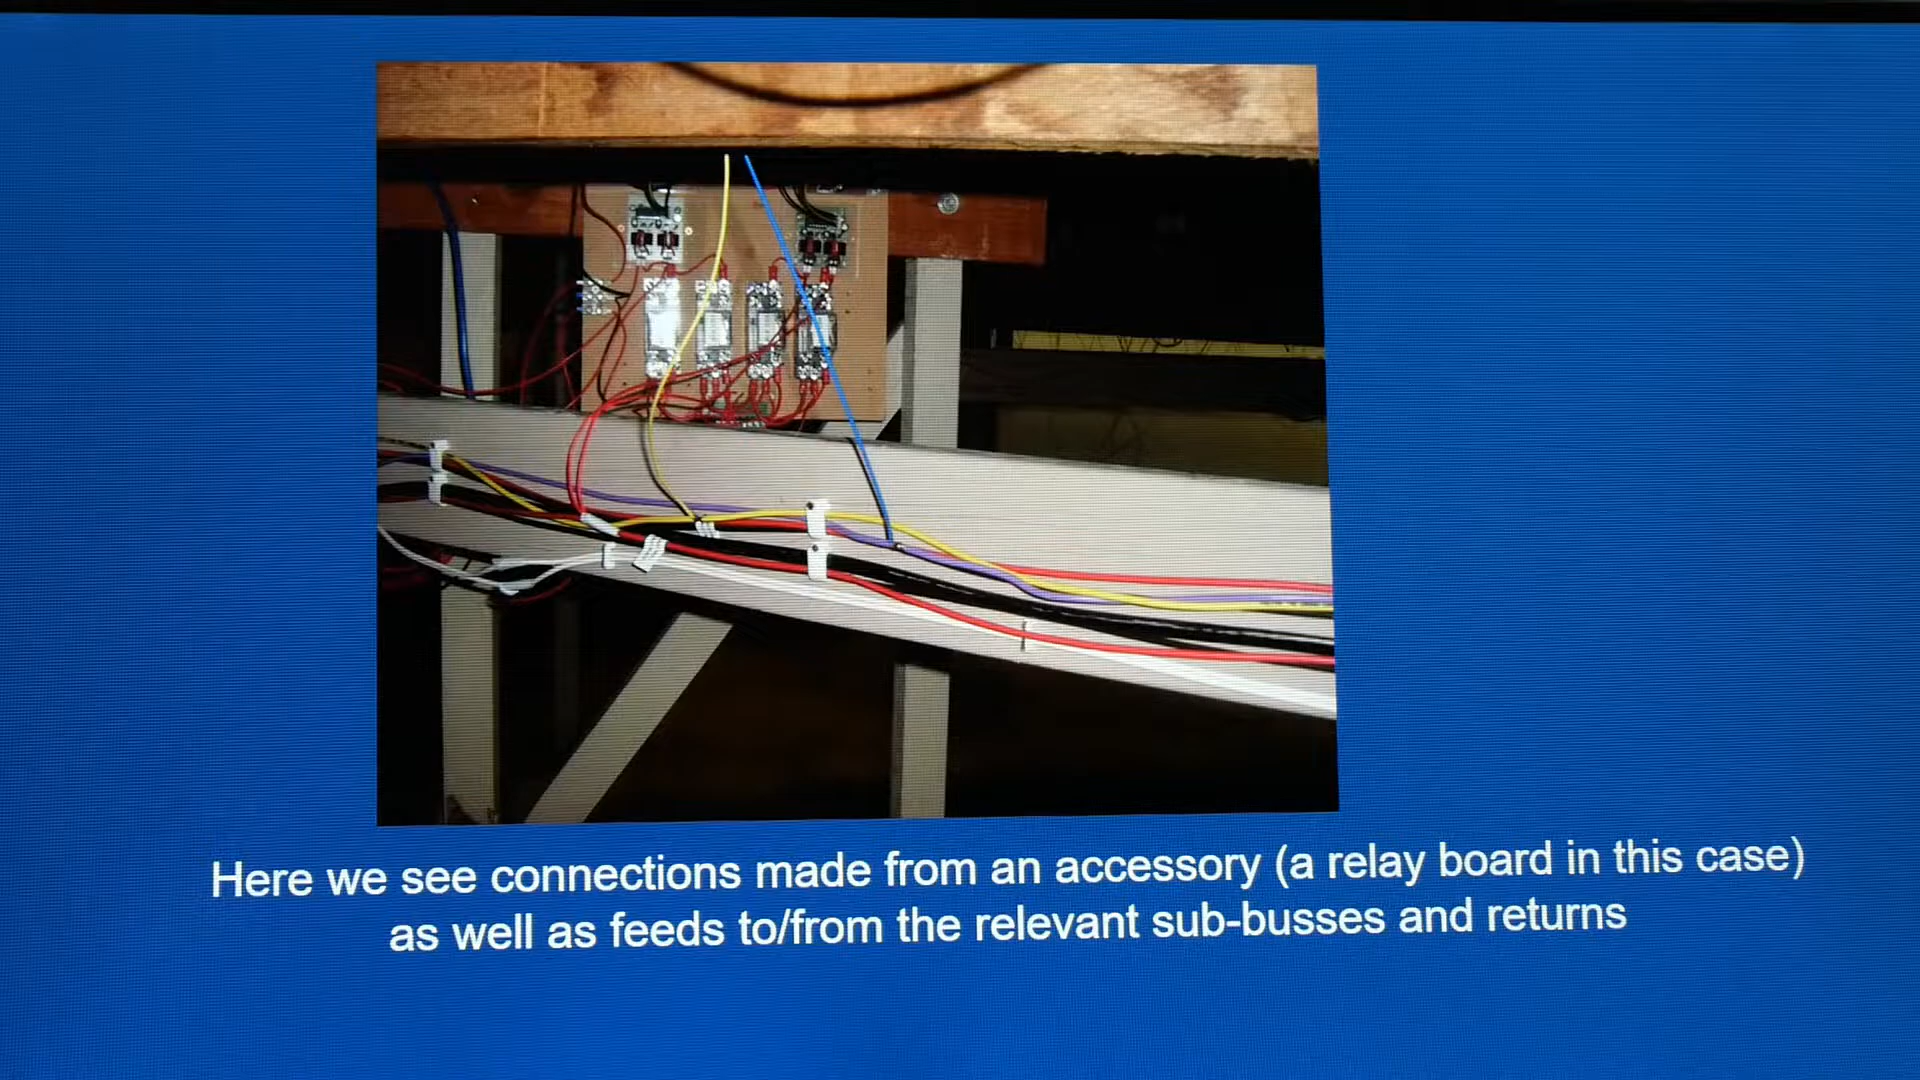 Here we see connections made from an accessory (a relay board in this case)
as well as feeds to/from the relevant sub-busses and returns